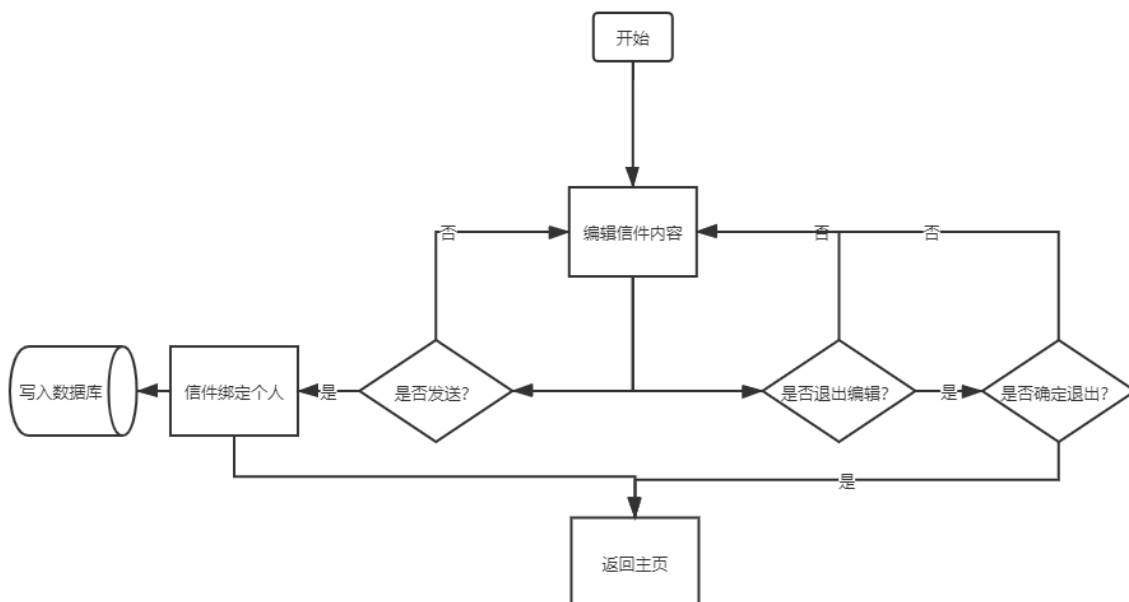 开始
否
编辑信件内容
否
否
写入数据库
信件绑定个人
是
是否发送?
是否退出编辑?
是
是否确定退出?
是
返回主页